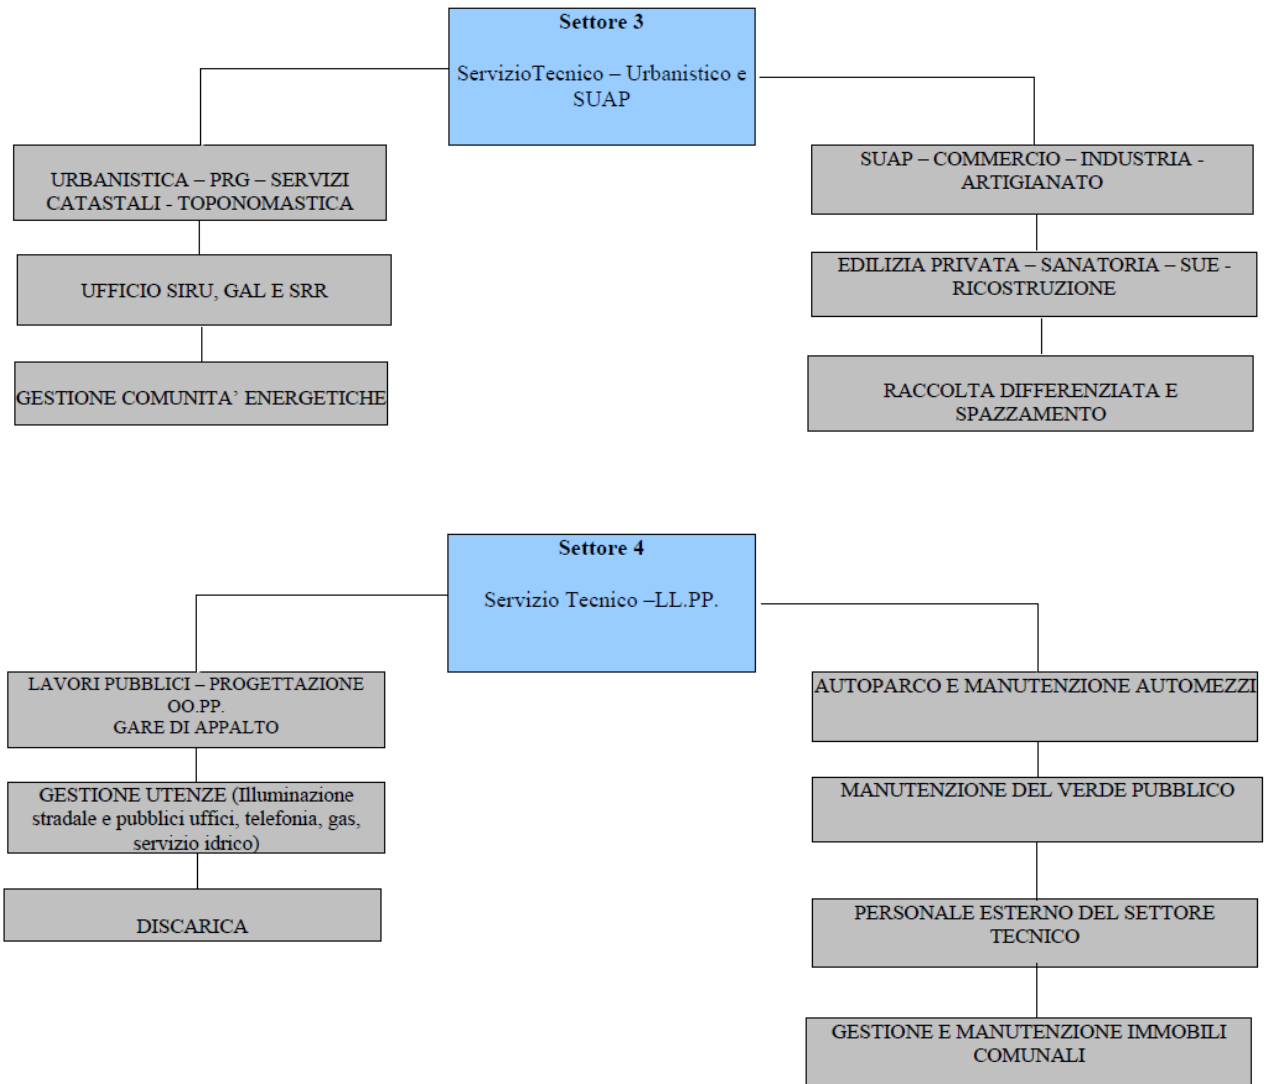 Settore 3
ServizioTecnico – Urbanistico e
SUAP
URBANISTICA – PRG – SERVIZI
CATASTALI - TOPONOMASTICA
UFFICIO SIRU, GAL E SRR
GESTIONE COMUNITA’ ENERGETICHE
SUAP – COMMERCIO – INDUSTRIA -
ARTIGIANATO
EDILIZIA PRIVATA – SANATORIA – SUE -
RICOSTRUZIONE
RACCOLTA DIFFERENZIATA E
SPAZZAMENTO
Settore 4
Servizio Tecnico –LL.PP.
LAVORI PUBBLICI – PROGETTAZIONE
OO.PP.
GARE DI APPALTO
GESTIONE UTENZE (Illuminazione
stradale e pubblici uffici, telefonia, gas,
servizio idrico)
DISCARICA
AUTOPARCO E MANUTENZIONE AUTOMEZZI
MANUTENZIONE DEL VERDE PUBBLICO
PERSONALE ESTERNO DEL SETTORE
TECNICO
GESTIONE E MANUTENZIONE IMMOBILI
COMUNALI